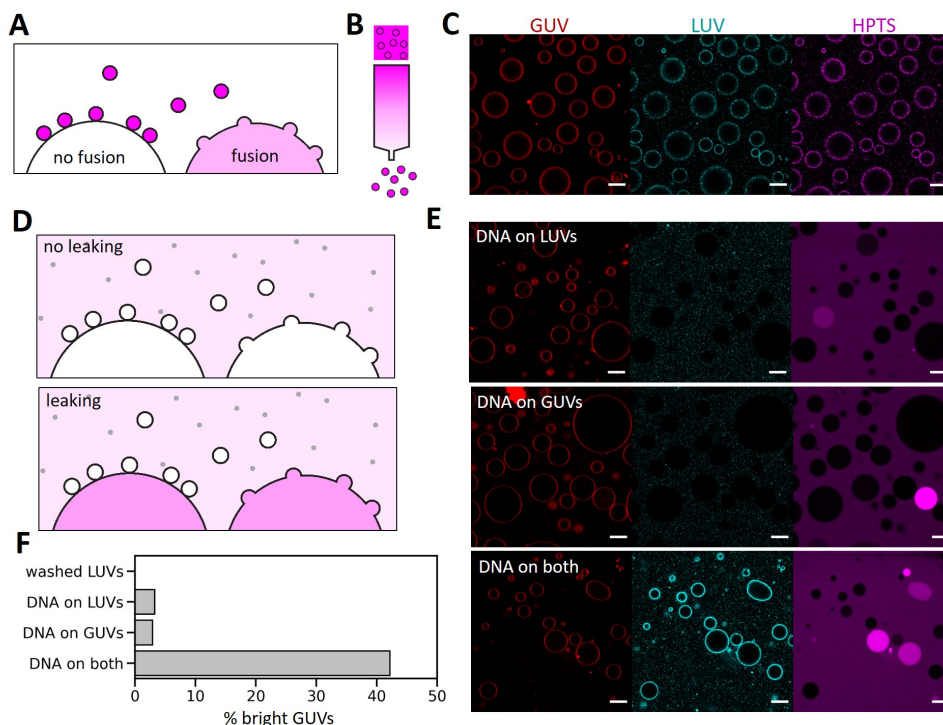 A
B
C
GUV
LUV
HPTS
no fusion
fusion
D
no leaking
leaking
E
DNA on LUVs
DNA on GUVs
DNA on both
F
washed LUVs
DNA on LUVs
DNA on GUVs
DNA on both
0 10 20 30 40 50
% bright GUVs